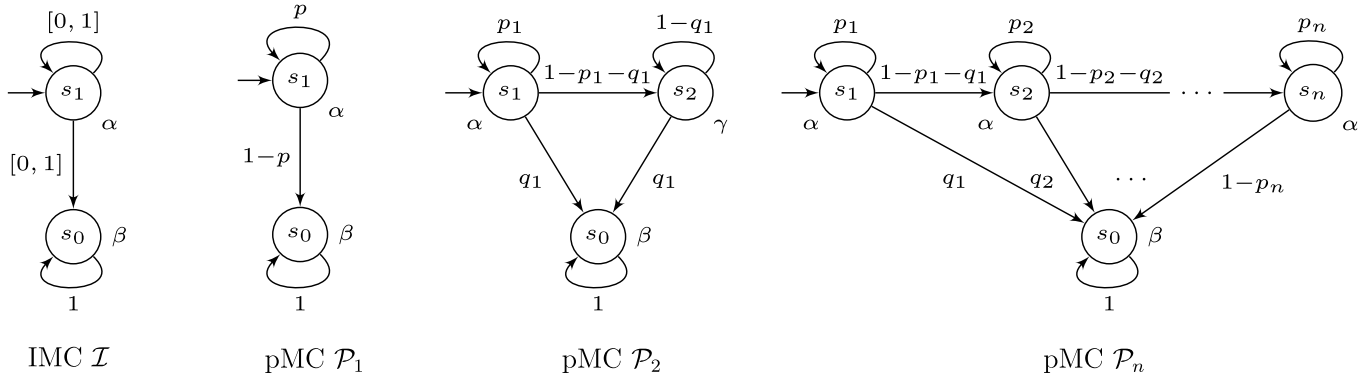 [0, 1]
s₁
α
[0, 1]
s₀ β
1
IMC ℐ
p
s₁
α
1−p
s₀ β
1
pMC 𝒫₁
p₁ 1−q₁
s₁ 1−p₁−q₁ s₂
α γ
q₁ q₁
s₀ β
1
pMC 𝒫₂
p₁ p₂ pₙ
s₁ 1−p₁−q₁ s₂ 1−p₂−q₂ ··· sₙ
α α α
q₁ q₂ ··· 1−pₙ
s₀ β
1
pMC 𝒫ₙ